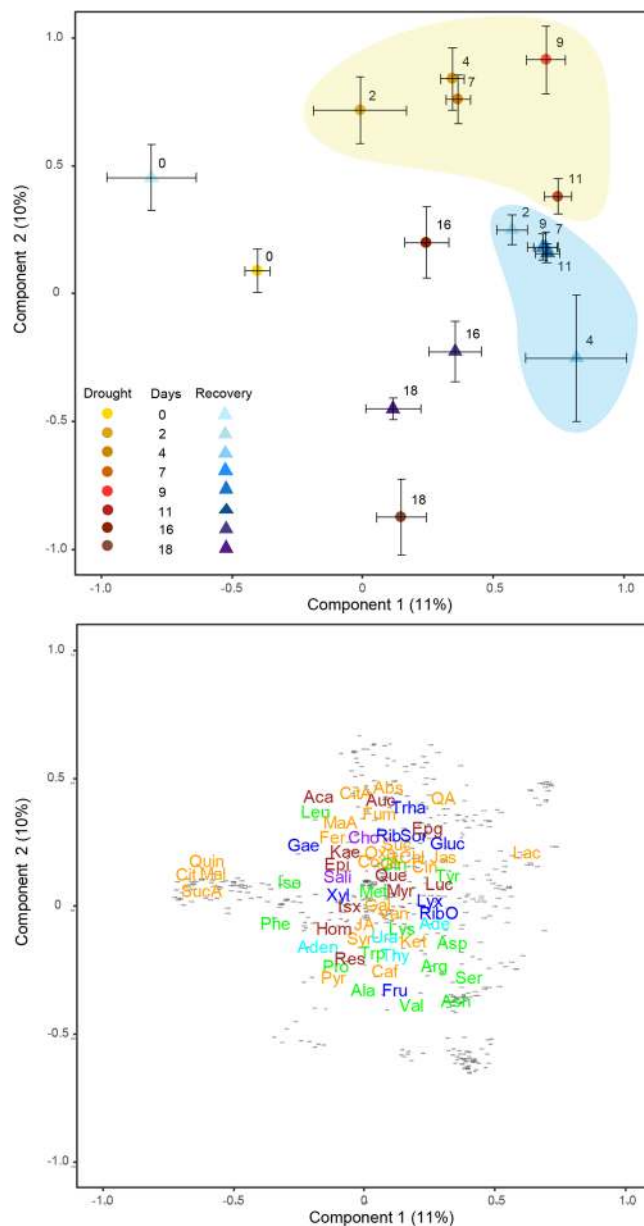 1.0
0.5
0
-0.5
-1.0
Component 2 (10%)
9
4
7
2
0
11
16
2
9
7
0
11
4
16
18
18
Drought Days Recovery
0
2
4
7
9
11
16
18
-1.0 -0.5 0 0.5 1.0
Component 1 (11%)
1.0
0.5
0
-0.5
-1.0
Component 2 (10%)
Abs
CitA
QA
Aca
Auc
Trha
Leu
Fum
MaA
Epg
Fer
Cho
RibSor
Gluc
Gae
Kae
Jas
Lac
Quin
Epi
Cit Mal
Sali
Que
Tyr
SucA
Iso
Met
Myr
Luc
Xyl
Lyx
Isx
RibO
Phe
JA
Ade
Hom
Lys
Syr
Ura
Ket
Asp
Aden
Trp
Thy
Res
Pro
Arg
Pyr
Caf
Ser
Ala
Fru
Asn
Val
-1.0 -0.5 0 0.5 1.0
Component 1 (11%)